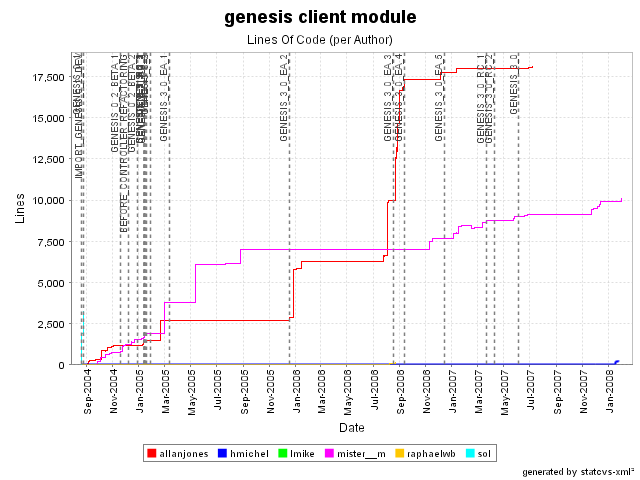 genesis client module
Lines Of Code (per Author)
17,500
15,000
12,500
10,000
7,500
5,000
2,500
0
Lines
GENESIS_0_2_BETA_1
BEFORE_CONTROLLER_REFACTORING
GENESIS_3_0_EA_1
GENESIS_3_0_EA_2
GENESIS_3_0_EA_3
GENESIS_3_0_EA_4
GENESIS_3_0_EA_5
GENESIS_3_0_RC_1
GENESIS_3_0_RC_2
GENESIS_3_0
Sep-2004
Nov-2004
Jan-2005
Mar-2005
May-2005
Jul-2005
Sep-2005
Nov-2005
Jan-2006
Mar-2006
May-2006
Jul-2006
Sep-2006
Nov-2006
Jan-2007
Mar-2007
May-2007
Jul-2007
Sep-2007
Nov-2007
Jan-2008
Date
allanjones hmichel lmike mister__m raphaelwb sol
generated by statcvs-xml²